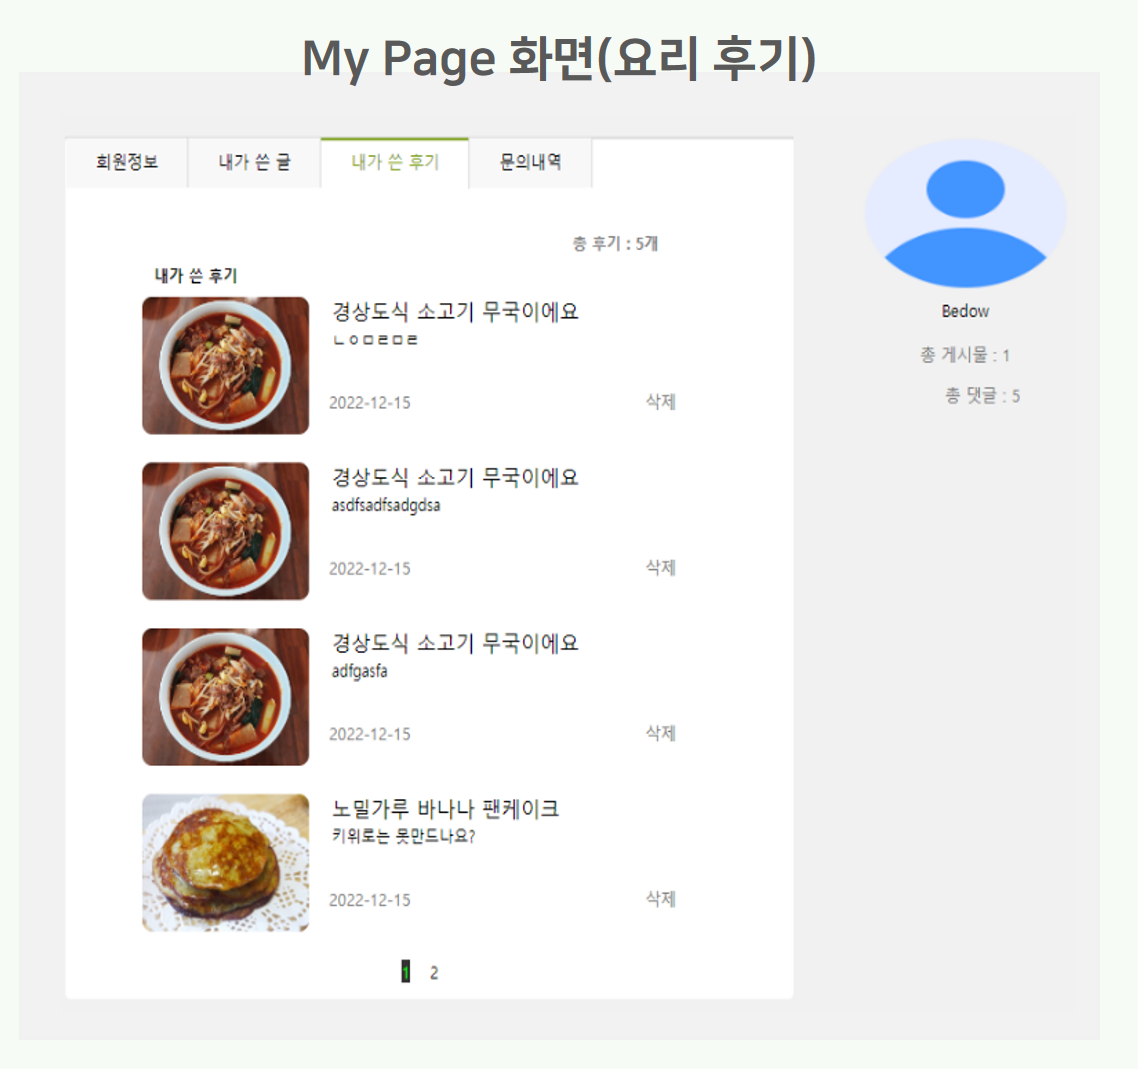 My Page 화면(요리 후기)
회원정보 내가 쓴 글 내가 쓴 후기 문의내역
총 후기 : 5개
내가 쓴 후기
경상도식 소고기 무국이에요
ㄴㅇㅁㄹㅁㄹ
2022-12-15 삭제
경상도식 소고기 무국이에요
asdfsadfsadgdsa
2022-12-15 삭제
경상도식 소고기 무국이에요
adfgasfa
2022-12-15 삭제
노밀가루 바나나 팬케이크
키위로는 못만드나요?
2022-12-15 삭제
1 2
Bedow
총 게시물 : 1
총 댓글 : 5